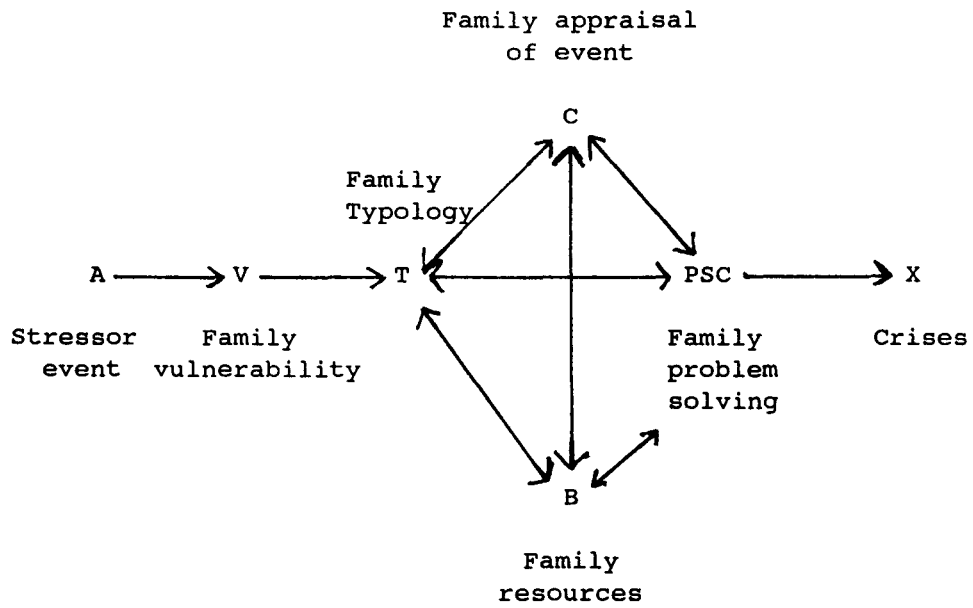 Family appraisal
of event
C
Family
Typology
A
V
T
PSC
X
Stressor
event
Family
vulnerability
Family
problem
solving
Crises
B
Family
resources